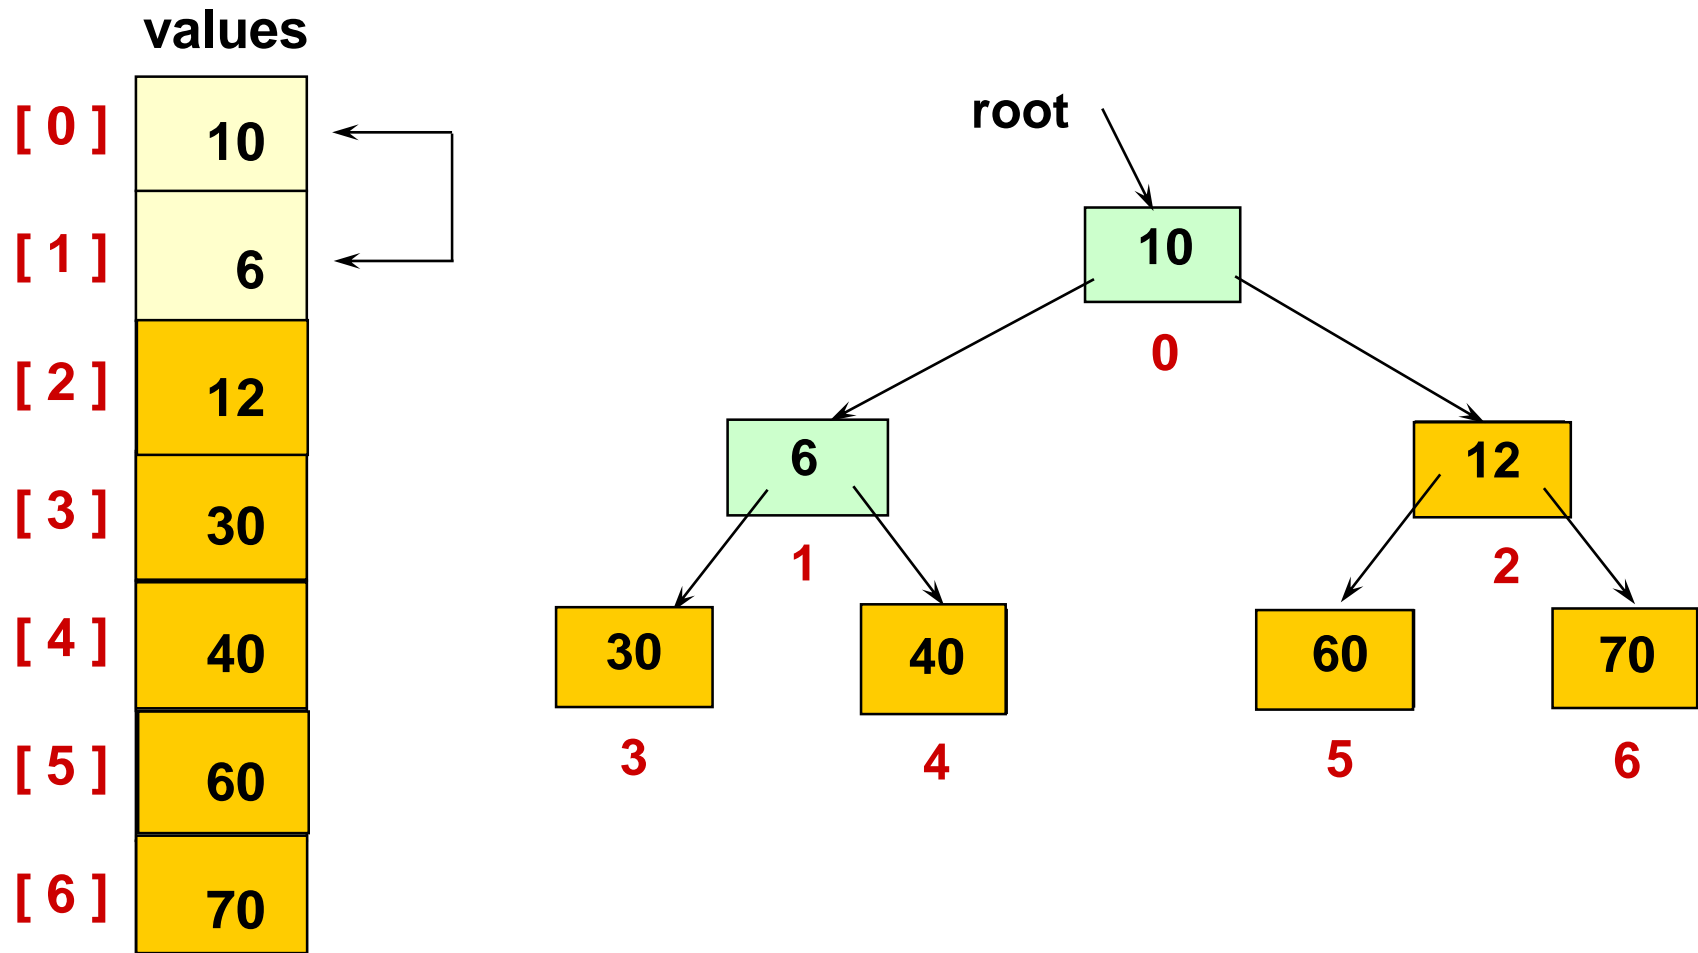 values
[ 0 ] 10
[ 1 ] 6
[ 2 ] 12
[ 3 ] 30
[ 4 ] 40
[ 5 ] 60
[ 6 ] 70
root
10
0
6 12
1 2
30 40 60 70
3 4 5 6